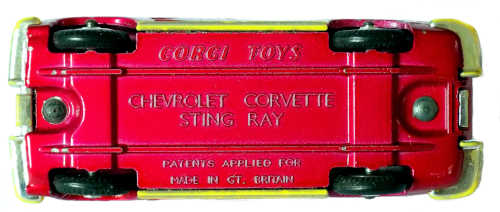 CORGI TOYS
CHEVROLET CORVETTE
STING RAY
PATENTS APPLIED FOR
MADE IN GT. BRITAIN